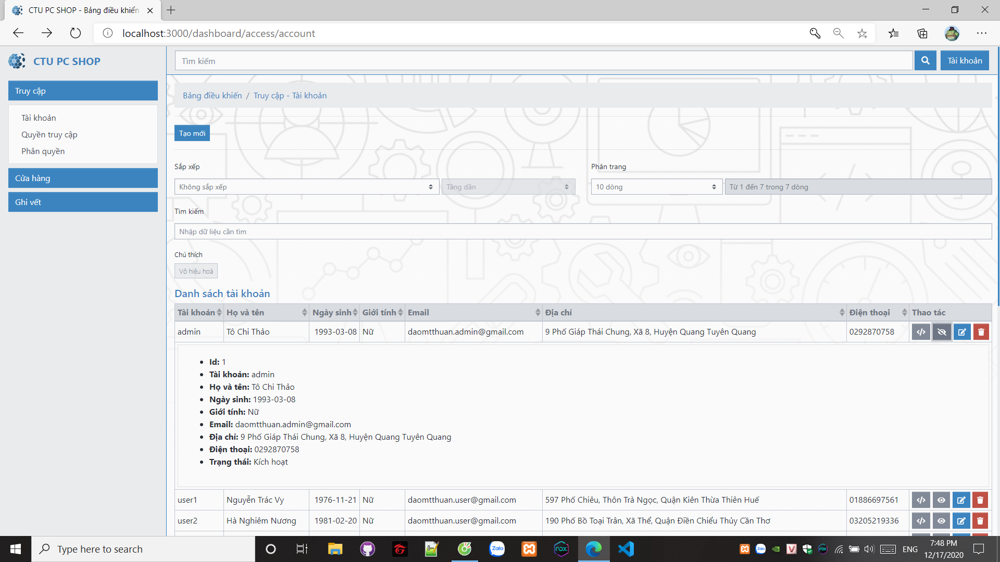 CTU PC SHOP - Bảng điều khiển
localhost:3000/dashboard/access/account
CTU PC SHOP
Tìm kiếm
Tài khoản
Truy cập
Tài khoản
Quyền truy cập
Phân quyền
Cửa hàng
Ghi vết
Bảng điều khiển / Truy cập - Tài khoản
Tạo mới
Sắp xếp
Phân trang
Không sắp xếp
Tăng dần
10 dòng
Từ 1 đến 7 trong 7 dòng
Tìm kiếm
Nhập dữ liệu cần tìm
Chú thích
Vô hiệu hoá
Danh sách tài khoản
Tài khoản Họ và tên Ngày sinh Giới tính Email Địa chỉ Điện thoại Thao tác
admin Tô Chi Thảo 1993-03-08 Nữ daomtthuan.admin@gmail.com 9 Phố Giáp Thái Chung, Xã 8, Huyện Quang Tuyên Quang 0292870758
Id: 1
Tài khoản: admin
Họ và tên: Tô Chi Thảo
Ngày sinh: 1993-03-08
Giới tính: Nữ
Email: daomtthuan.admin@gmail.com
Địa chỉ: 9 Phố Giáp Thái Chung, Xã 8, Huyện Quang Tuyên Quang
Điện thoại: 0292870758
Trạng thái: Kích hoạt
user1 Nguyễn Trác Vy 1976-11-21 Nữ daomtthuan.user@gmail.com 597 Phố Chiêu, Thôn Trà Ngọc, Quận Kiên Thừa Thiên Huế 01886697561
user2 Hà Nghiêm Nương 1981-02-20 Nữ daomtthuan.user@gmail.com 190 Phố Bồ Toại Trân, Xã Thể, Quận Điền Chiểu Thủy Cần Thơ 03205219336
Type here to search
Zalo
nox
ENG
7:48 PM
12/17/2020